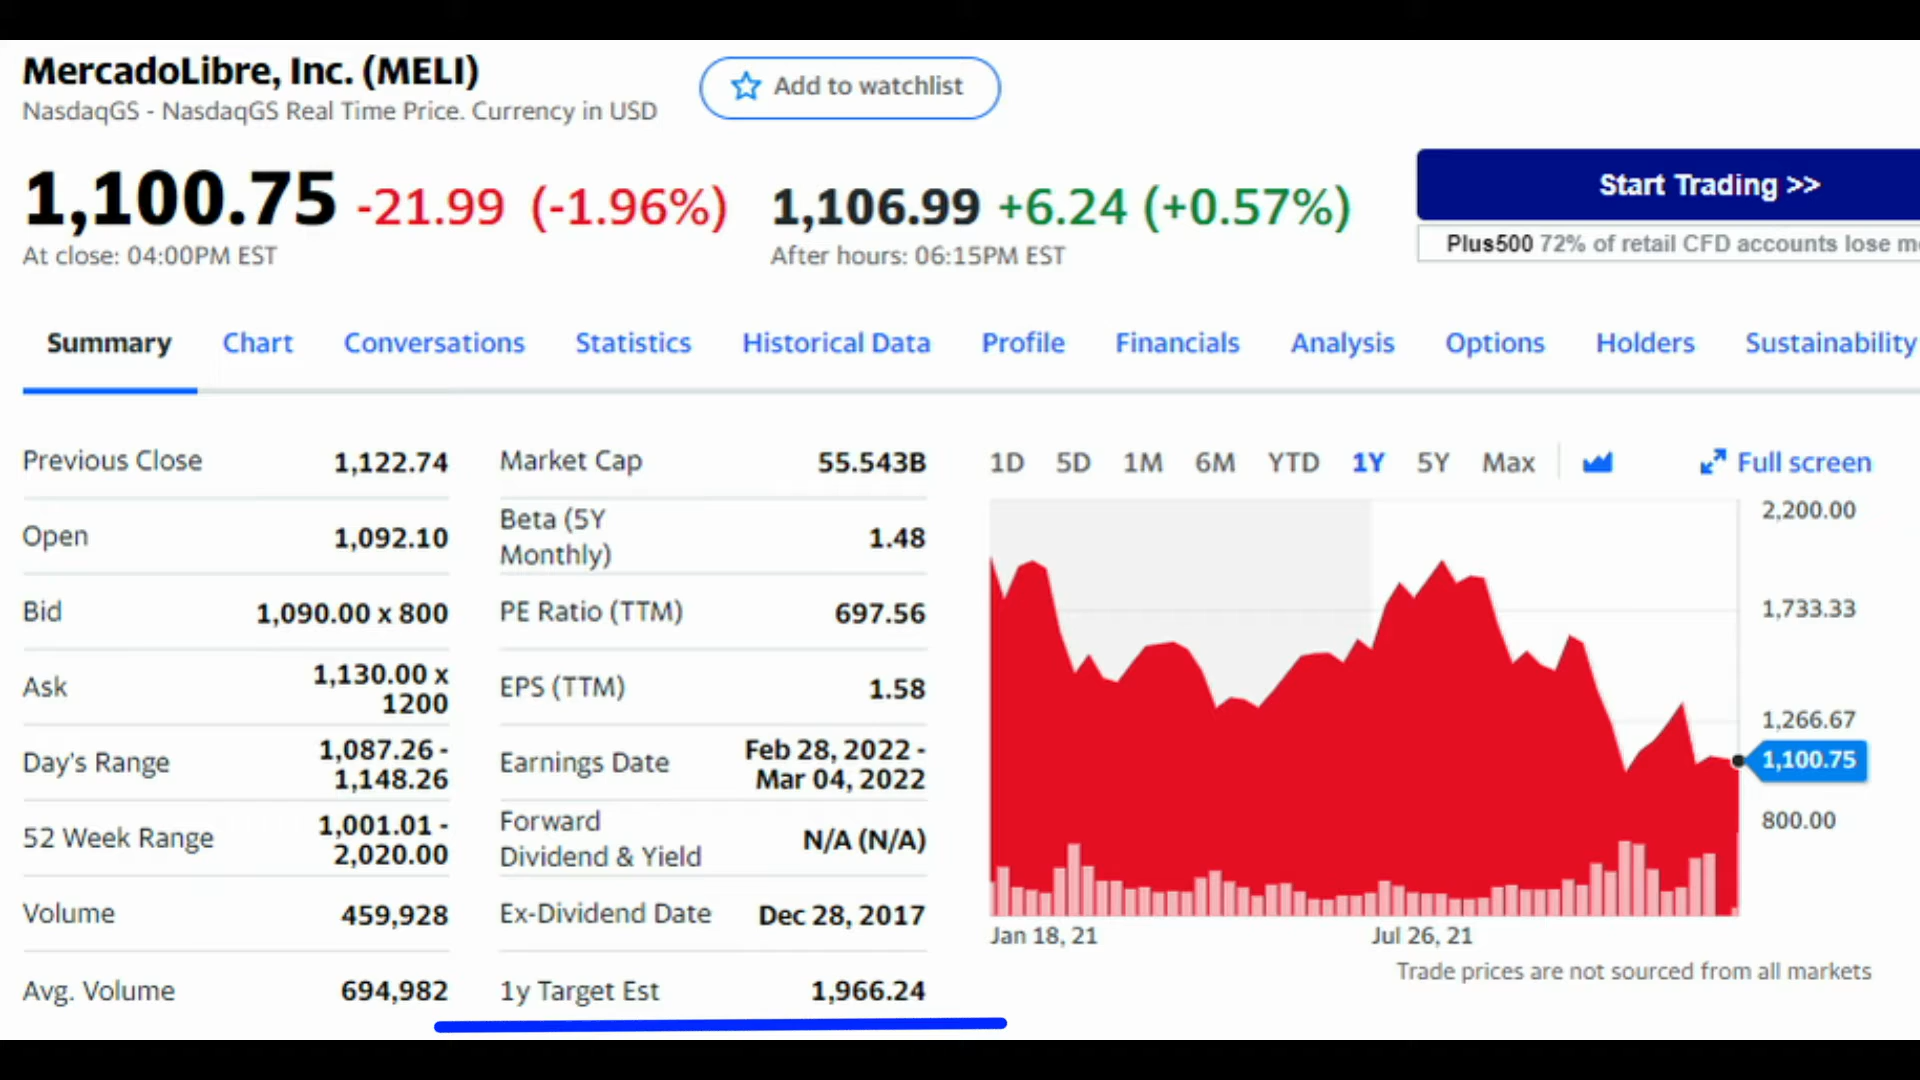 MercadoLibre, Inc. (MELI)
NasdaqGS - NasdaqGS Real Time Price. Currency in USD
Add to watchlist
1,100.75 -21.99 (-1.96%)
At close: 04:00PM EST
1,106.99 +6.24 (+0.57%)
After hours: 06:15PM EST
Start Trading >>
Plus500 72% of retail CFD accounts lose
Summary Chart Conversations Statistics Historical Data Profile Financials Analysis Options Holders Sustainability
Previous Close 1,122.74
Open 1,092.10
Bid 1,090.00 x 800
Ask 1,130.00 x
1200
Day's Range 1,087.26 -
1,148.26
52 Week Range 1,001.01 -
2,020.00
Volume 459,928
Avg. Volume 694,982
Market Cap 55.543B
Beta (5Y
Monthly) 1.48
PE Ratio (TTM) 697.56
EPS (TTM) 1.58
Earnings Date Feb 28, 2022 -
Mar 04, 2022
Forward
Dividend & Yield N/A (N/A)
Ex-Dividend Date Dec 28, 2017
1y Target Est 1,966.24
1D 5D 1M 6M YTD 1Y 5Y Max Full screen
2,200.00
1,733.33
1,266.67
1,100.75
800.00
Jan 18, 21 Jul 26, 21
Trade prices are not sourced from all markets